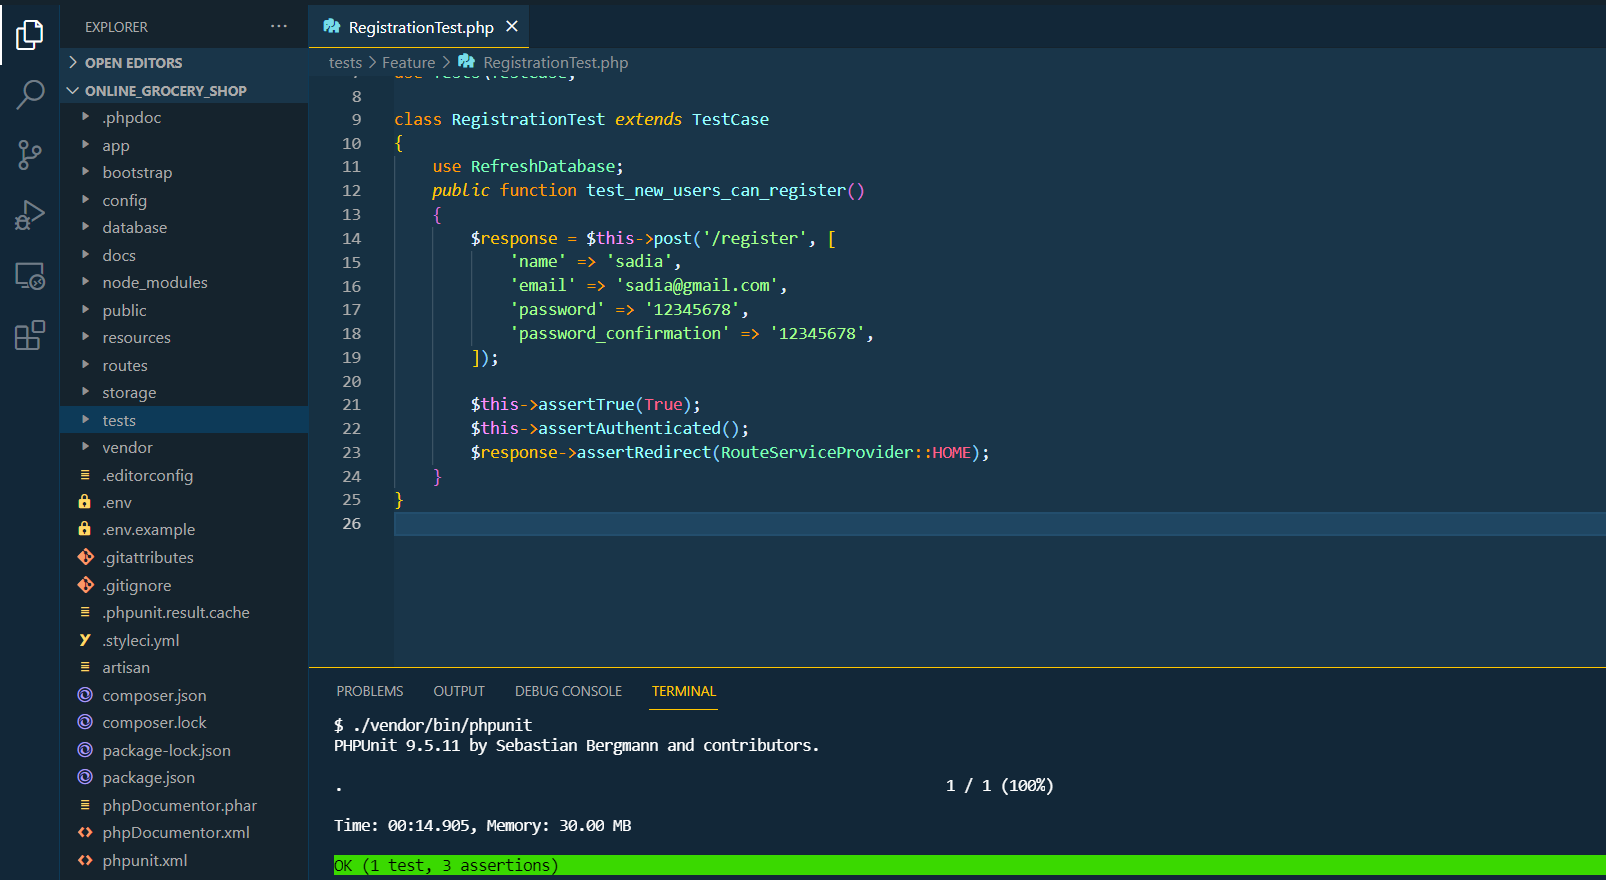 EXPLORER
OPEN EDITORS
ONLINE_GROCERY_SHOP
.phpdoc
app
bootstrap
config
database
docs
node_modules
public
resources
routes
storage
tests
vendor
.editorconfig
.env
.env.example
.gitattributes
.gitignore
.phpunit.result.cache
.styleci.yml
artisan
composer.json
composer.lock
package-lock.json
package.json
phpDocumentor.phar
phpDocumentor.xml
phpunit.xml
RegistrationTest.php
tests > Feature > RegistrationTest.php
7 use Tests\TestCase;
8
9 class RegistrationTest extends TestCase
10 {
11 use RefreshDatabase;
12 public function test_new_users_can_register()
13 {
14 $response = $this->post('/register', [
15 'name' => 'sadia',
16 'email' => 'sadia@gmail.com',
17 'password' => '12345678',
18 'password_confirmation' => '12345678',
19 ]);
20
21 $this->assertTrue(True);
22 $this->assertAuthenticated();
23 $response->assertRedirect(RouteServiceProvider::HOME);
24 }
25 }
26
PROBLEMS OUTPUT DEBUG CONSOLE TERMINAL
$ ./vendor/bin/phpunit
PHPUnit 9.5.11 by Sebastian Bergmann and contributors.
. 1 / 1 (100%)
Time: 00:14.905, Memory: 30.00 MB
OK (1 test, 3 assertions)